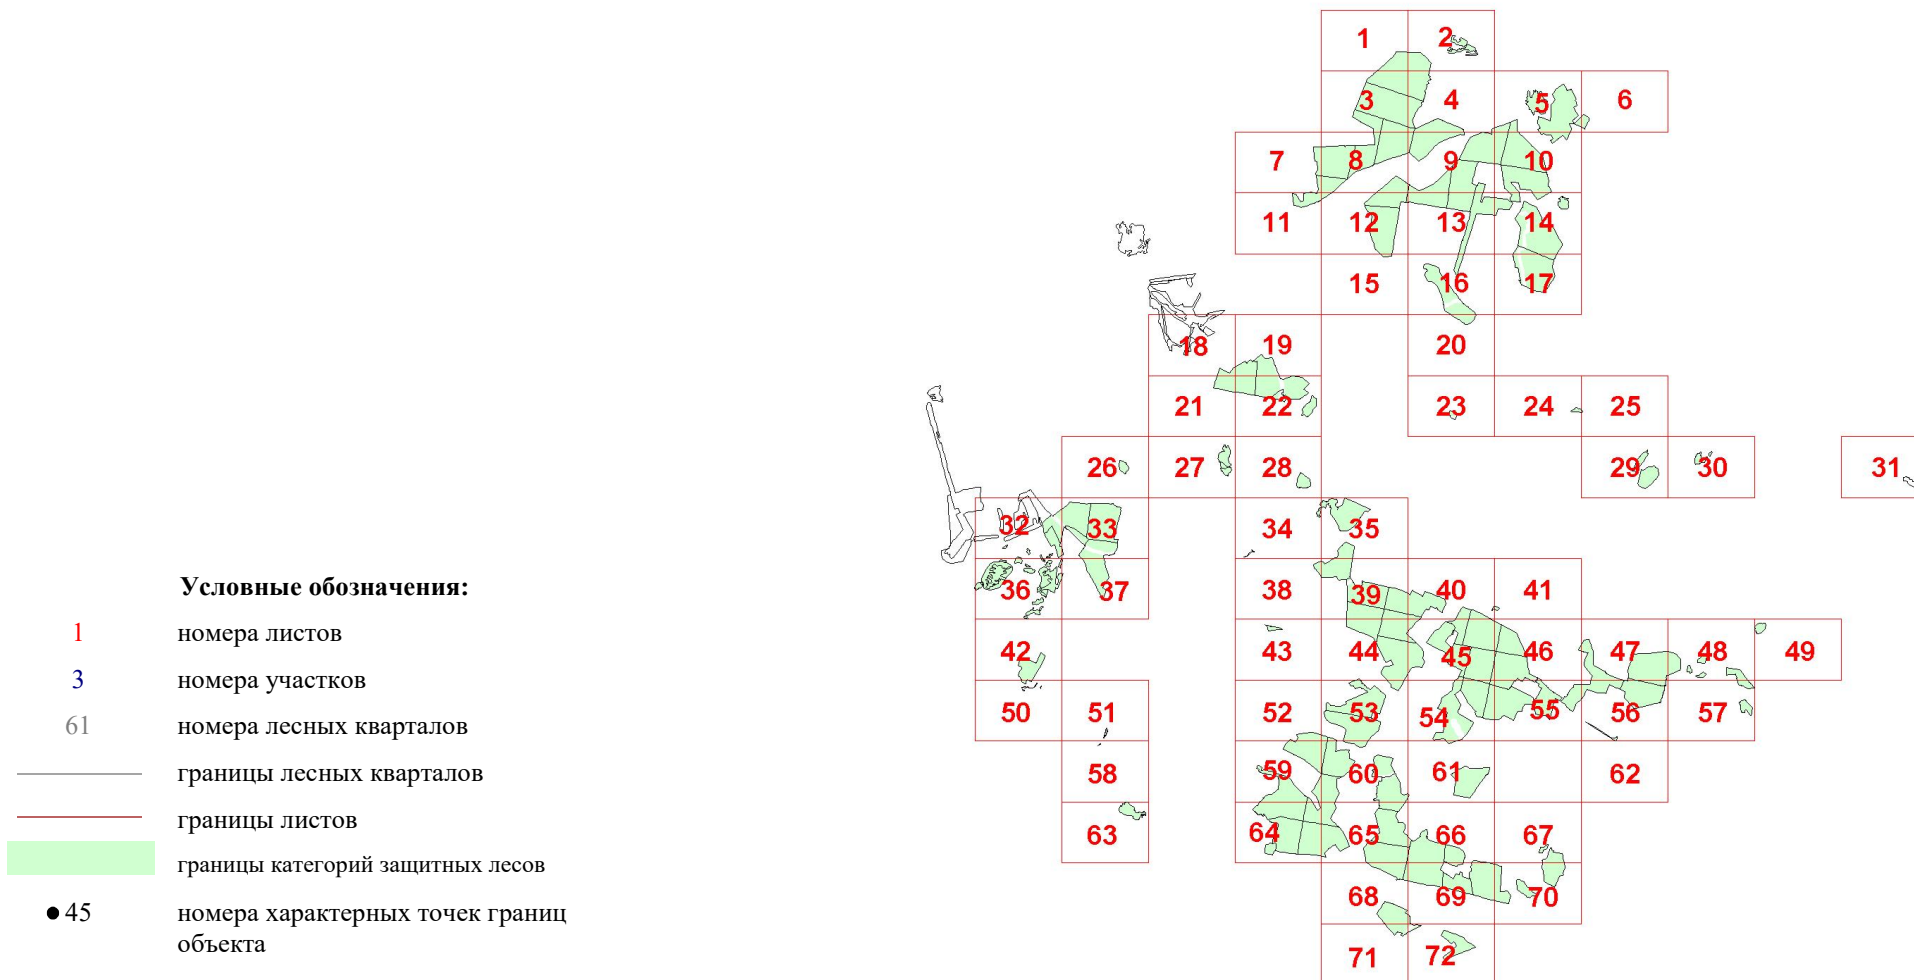 1 2
3 4 5 6
7 8 9 10
11 12 13 14
15 16 17
18 19 20
21 22 23 24 25
26 27 28 29 30 31
32 33 34 35
36 37 38 39 40 41
42 43 44 45 46 47 48 49
50 51 52 53 54 55 56 57
58 59 60 61 62
63 64 65 66 67
68 69 70
71 72
Условные обозначения:
1 номера листов
3 номера участков
61 номера лесных кварталов
границы лесных кварталов
границы листов
границы категорий защитных лесов
45 номера характерных точек границ
объекта